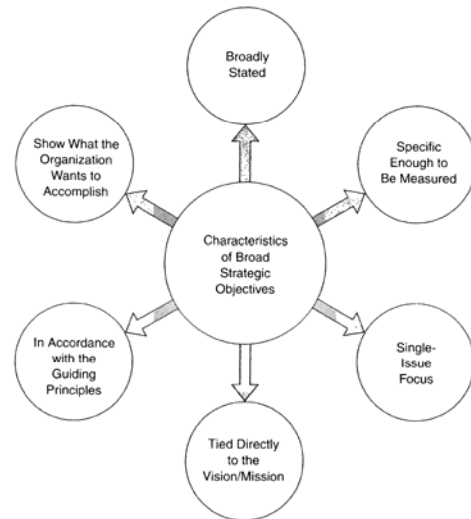 Broadly
Stated
Show What the
Organization
Wants to
Accomplish
Specific
Enough to
Be Measured
Characteristics
of Broad
Strategic
Objectives
In Accordance
with the
Guiding
Principles
Single-
Issue
Focus
Tied Directly
to the
Vision/Mission